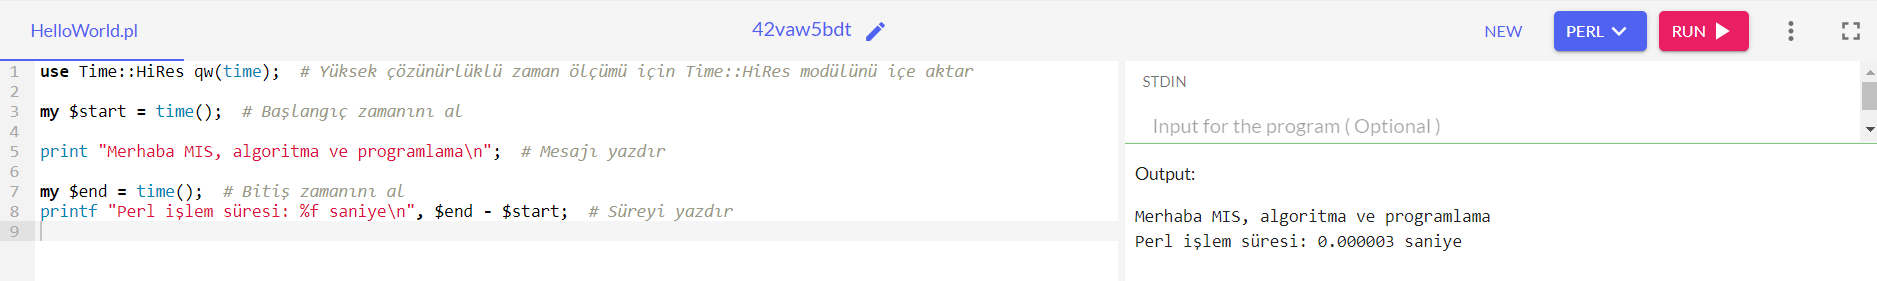 HelloWorld.pl
42vaw5bdt
NEW
PERL
RUN
1 use Time::HiRes qw(time);  # Yüksek çözünürlüklü zaman ölçümü için Time::HiRes modülünü içe aktar
2
3 my $start = time();  # Başlangıç zamanını al
4
5 print "Merhaba MIS, algoritma ve programlama\n";  # Mesajı yazdır
6
7 my $end = time();  # Bitiş zamanını al
8 printf "Perl işlem süresi: %f saniye\n", $end - $start;  # Süreyi yazdır
9
STDIN
Input for the program ( Optional )
Output:
Merhaba MIS, algoritma ve programlama
Perl işlem süresi: 0.000003 saniye